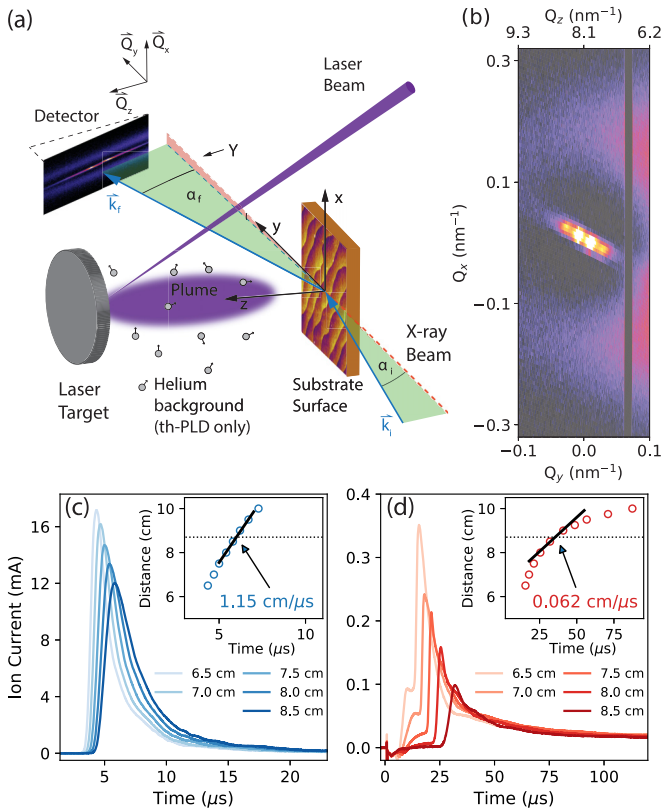 (a)
Q_y
Q_x
Q_z
Detector
Laser
Beam
Y
α_f
k_f
x
y
Plume
z
X-ray
Beam
α_i
k_i
Laser
Target
Helium
background
(th-PLD only)
Substrate
Surface
(b)
Q_z (nm⁻¹)
9.3 8.1 6.2
Q_x (nm⁻¹)
0.3
0.1
−0.1
−0.3
−0.1 0.0 0.1
Q_y (nm⁻¹)
(c)
Ion Current (mA)
16
12
8
4
0
Distance (cm)
10
8
6
1.15 cm/μs
5 10
Time (μs)
6.5 cm 7.5 cm
7.0 cm 8.0 cm
8.5 cm
5 10 15 20
Time (μs)
(d)
0.4
0.3
0.2
0.1
0.0
Distance (cm)
10
8
6
0.062 cm/μs
25 50 75
Time (μs)
6.5 cm 7.5 cm
7.0 cm 8.0 cm
8.5 cm
0 25 50 75 100
Time (μs)